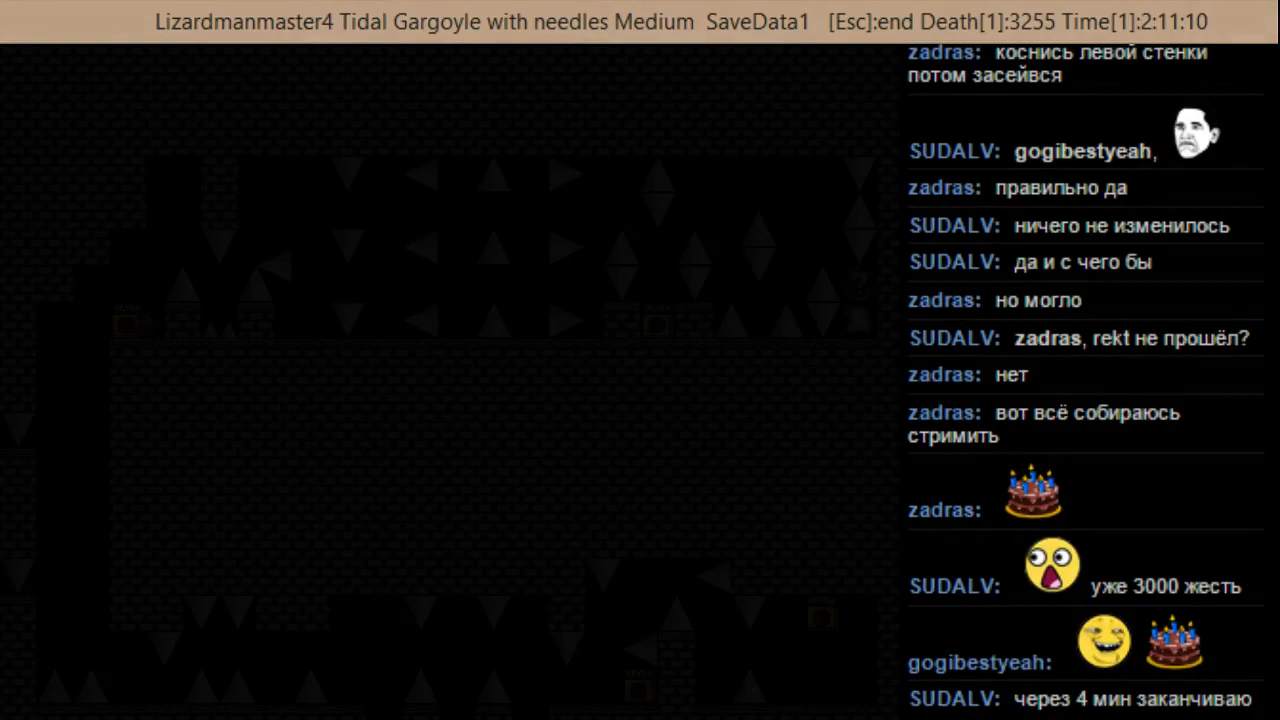 Lizardmanmaster4 Tidal Gargoyle with needles Medium  SaveData1   [Esc]:end Death[1]:3255 Time[1]:2:11:10
zadras: коснись левой стенки
потом засейвся
SUDALV: gogibestyeah,
zadras: правильно да
SUDALV: ничего не изменилось
SUDALV: да и с чего бы
zadras: но могло
SUDALV: zadras, rekt не прошёл?
zadras: нет
zadras: вот всё собираюсь
стримить
zadras:
SUDALV: уже 3000 жесть
gogibestyeah:
SUDALV: через 4 мин заканчиваю